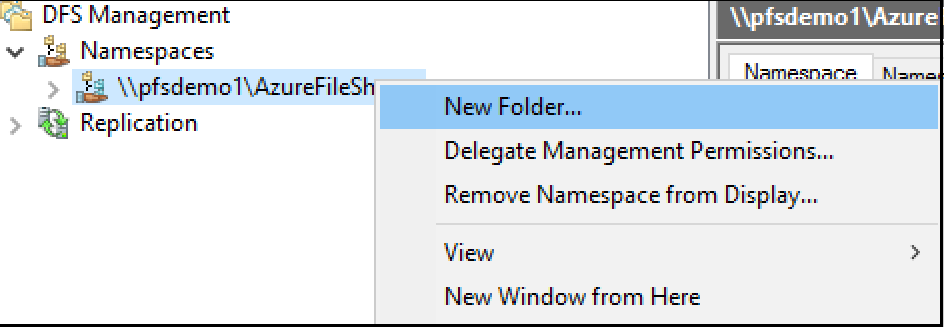 DFS Management
\\pfsdemo1\Azure
Namespaces
Namespace
\\pfsdemo1\AzureFileSh
New Folder...
Replication
Delegate Management Permissions...
Remove Namespace from Display...
View
New Window from Here